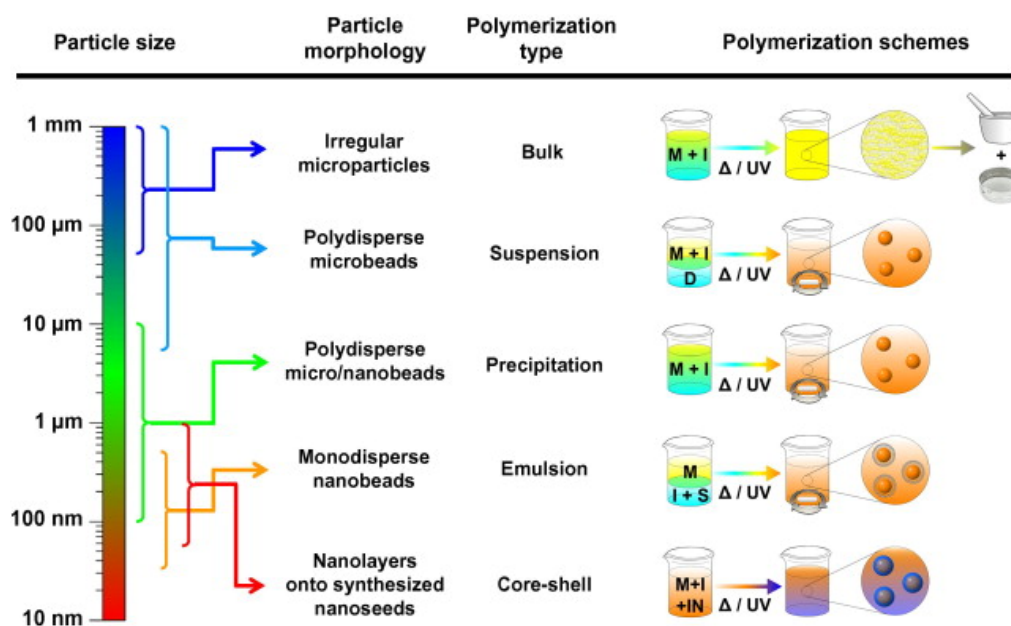 Particle size
Particle
morphology
Polymerization
type
Polymerization schemes
1 mm
100 µm
10 µm
1 µm
100 nm
10 nm
Irregular
microparticles
Bulk
M + I
Δ / UV
+
Polydisperse
microbeads
Suspension
M + I
D
Δ / UV
Polydisperse
micro/nanobeads
Precipitation
M + I
Δ / UV
Monodisperse
nanobeads
Emulsion
M
I + S
Δ / UV
Nanolayers
onto synthesized
nanoseeds
Core-shell
M+I
+IN
Δ / UV